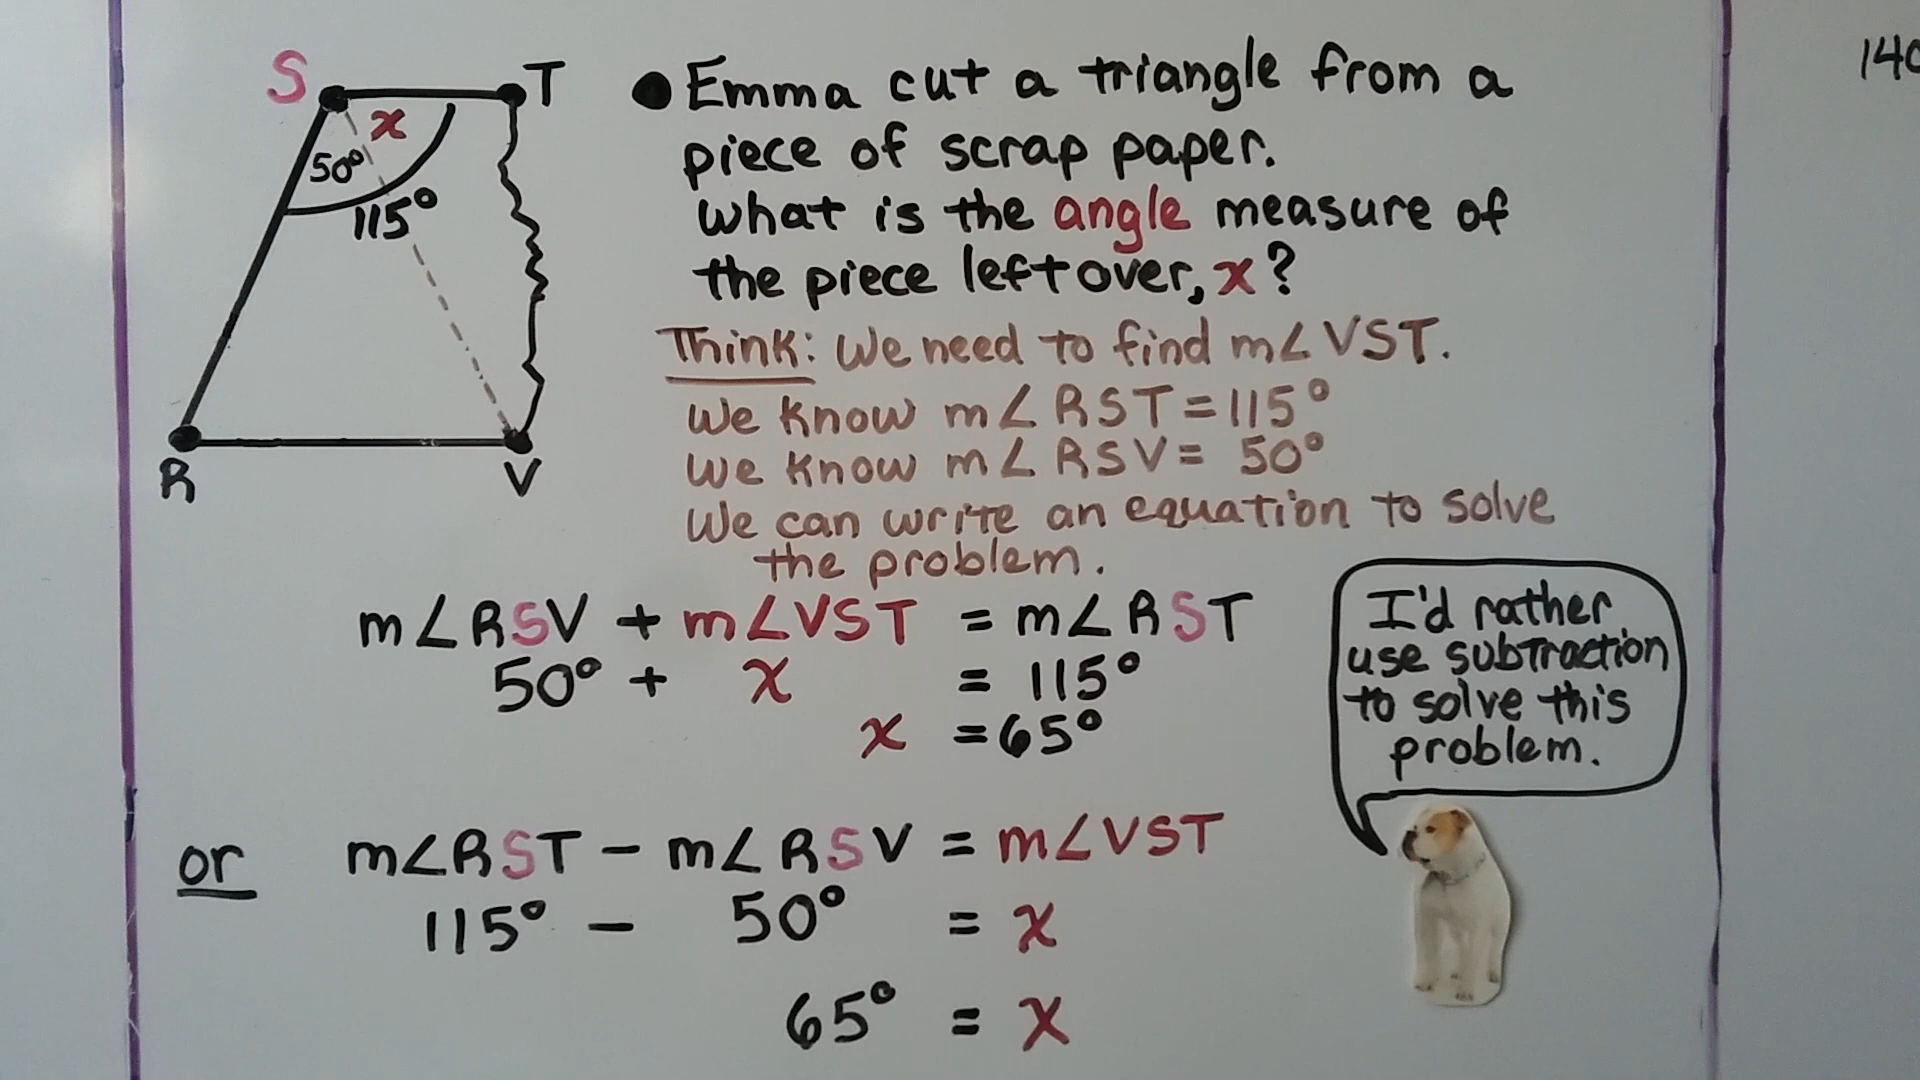 S
T
x
50°
115°
R
V
● Emma cut a triangle from a
piece of scrap paper.
What is the angle measure of
the piece left over, x?
Think: We need to find m∠VST.
We know m∠RST=115°
We know m∠RSV= 50°
We can write an equation to solve
the problem.
m∠RSV + m∠VST = m∠RST
50° + x = 115°
x = 65°
or m∠RST − m∠RSV = m∠VST
115° − 50° = x
65° = x
I'd rather
use subtraction
to solve this
problem.